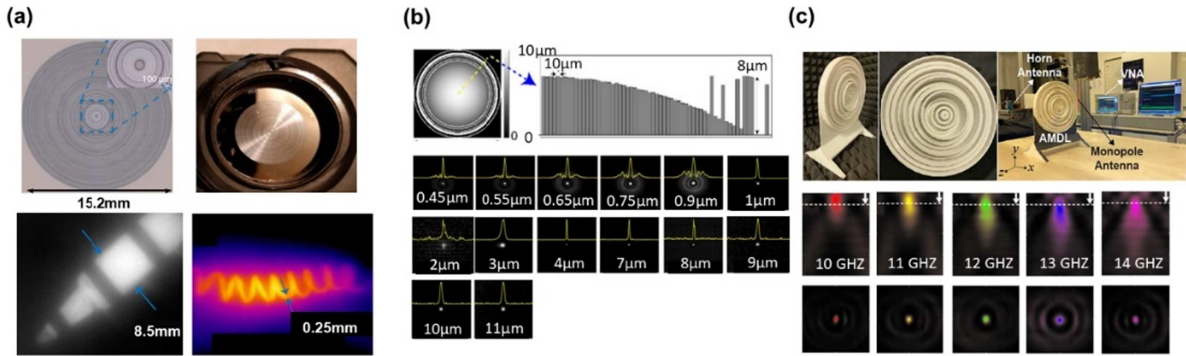 (a)
100 μm
15.2mm
8.5mm
0.25mm
(b)
10μm
10μm
8μm
0
0
0.45μm 0.55μm 0.65μm 0.75μm 0.9μm 1μm
2μm 3μm 4μm 7μm 8μm 9μm
10μm 11μm
(c)
Horn
Antenna
VNA
AMDL
Monopole
Antenna
y
z x
10 GHZ 11 GHZ 12 GHZ 13 GHZ 14 GHZ